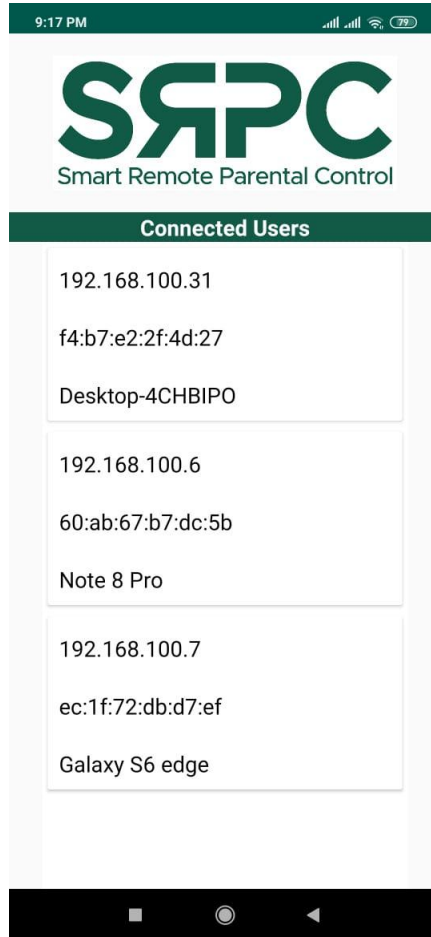 9:17 PM 79
SЯPC
Smart Remote Parental Control
Connected Users
192.168.100.31
f4:b7:e2:2f:4d:27
Desktop-4CHBIPO
192.168.100.6
60:ab:67:b7:dc:5b
Note 8 Pro
192.168.100.7
ec:1f:72:db:d7:ef
Galaxy S6 edge